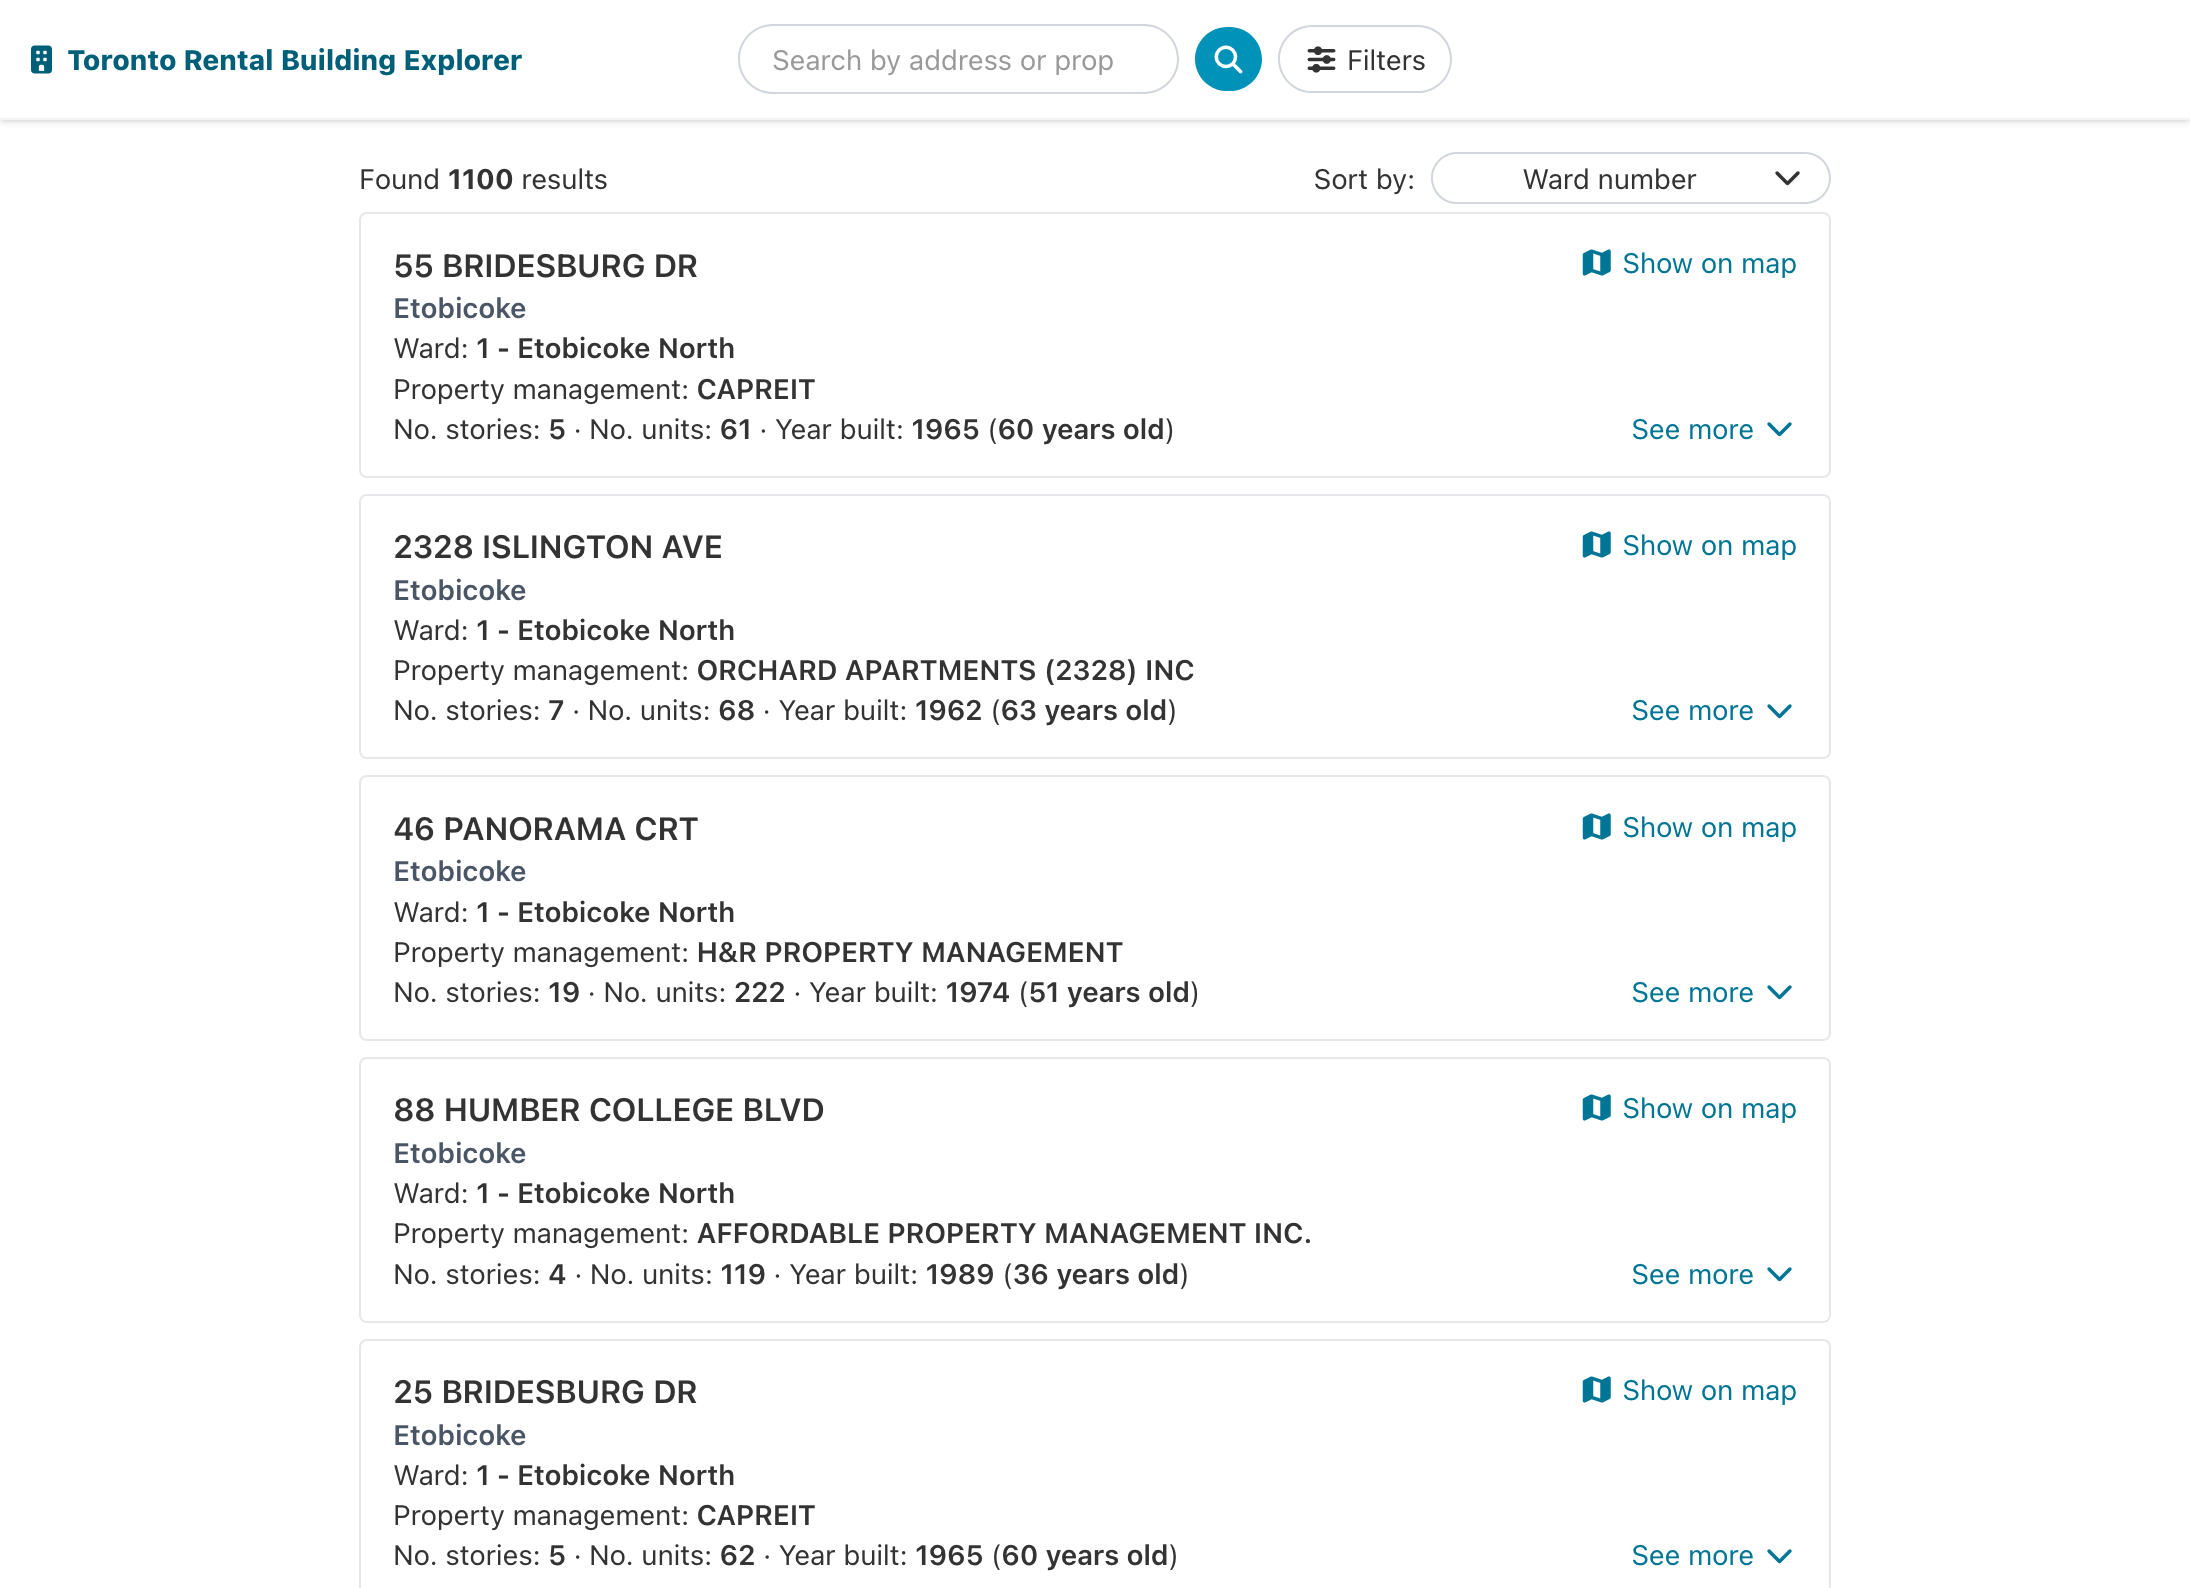 Toronto Rental Building Explorer
Search by address or prop
Filters
Found 1100 results
Sort by: Ward number
55 BRIDESBURG DR
Show on map
Etobicoke
Ward: 1 - Etobicoke North
Property management: CAPREIT
No. stories: 5 · No. units: 61 · Year built: 1965 (60 years old)
See more
2328 ISLINGTON AVE
Show on map
Etobicoke
Ward: 1 - Etobicoke North
Property management: ORCHARD APARTMENTS (2328) INC
No. stories: 7 · No. units: 68 · Year built: 1962 (63 years old)
See more
46 PANORAMA CRT
Show on map
Etobicoke
Ward: 1 - Etobicoke North
Property management: H&R PROPERTY MANAGEMENT
No. stories: 19 · No. units: 222 · Year built: 1974 (51 years old)
See more
88 HUMBER COLLEGE BLVD
Show on map
Etobicoke
Ward: 1 - Etobicoke North
Property management: AFFORDABLE PROPERTY MANAGEMENT INC.
No. stories: 4 · No. units: 119 · Year built: 1989 (36 years old)
See more
25 BRIDESBURG DR
Show on map
Etobicoke
Ward: 1 - Etobicoke North
Property management: CAPREIT
No. stories: 5 · No. units: 62 · Year built: 1965 (60 years old)
See more